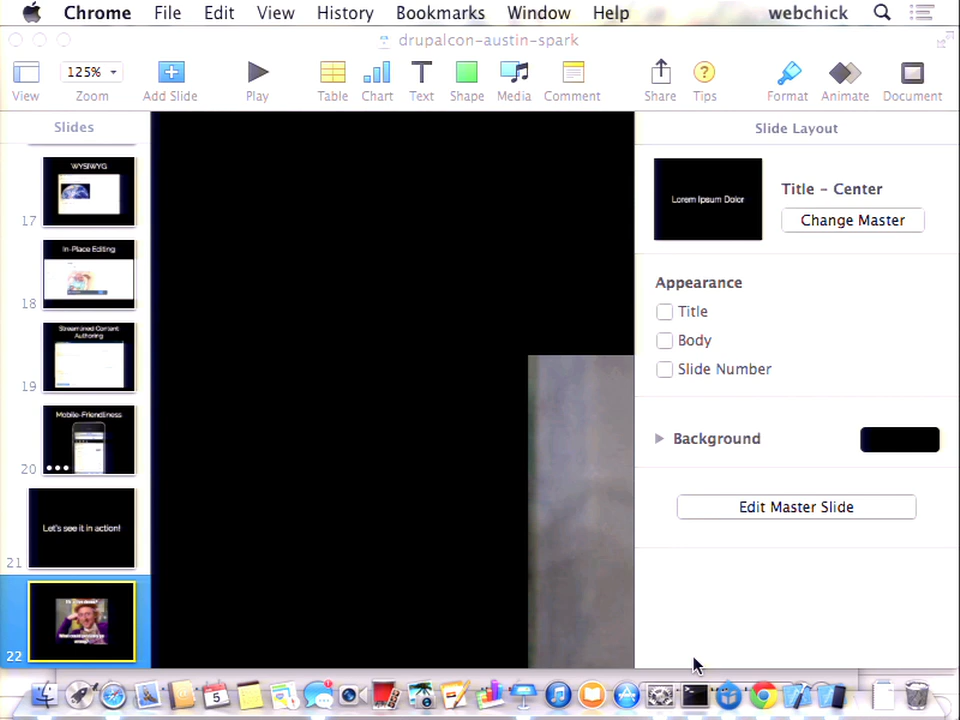 Chrome File Edit View History Bookmarks Window Help webchick
drupalcon-austin-spark
125%
View Zoom Add Slide Play Table Chart Text Shape Media Comment Share Tips Format Animate Document
Slides
Slide Layout
WYSIWYG
17
In-Place Editing
18
Streamlined Content
Authoring
19
Mobile-Friendliness
20
Let's see it in action!
21
22
Lorem Ipsum Dolor
Title - Center
Change Master
Appearance
Title
Body
Slide Number
Background
Edit Master Slide
5